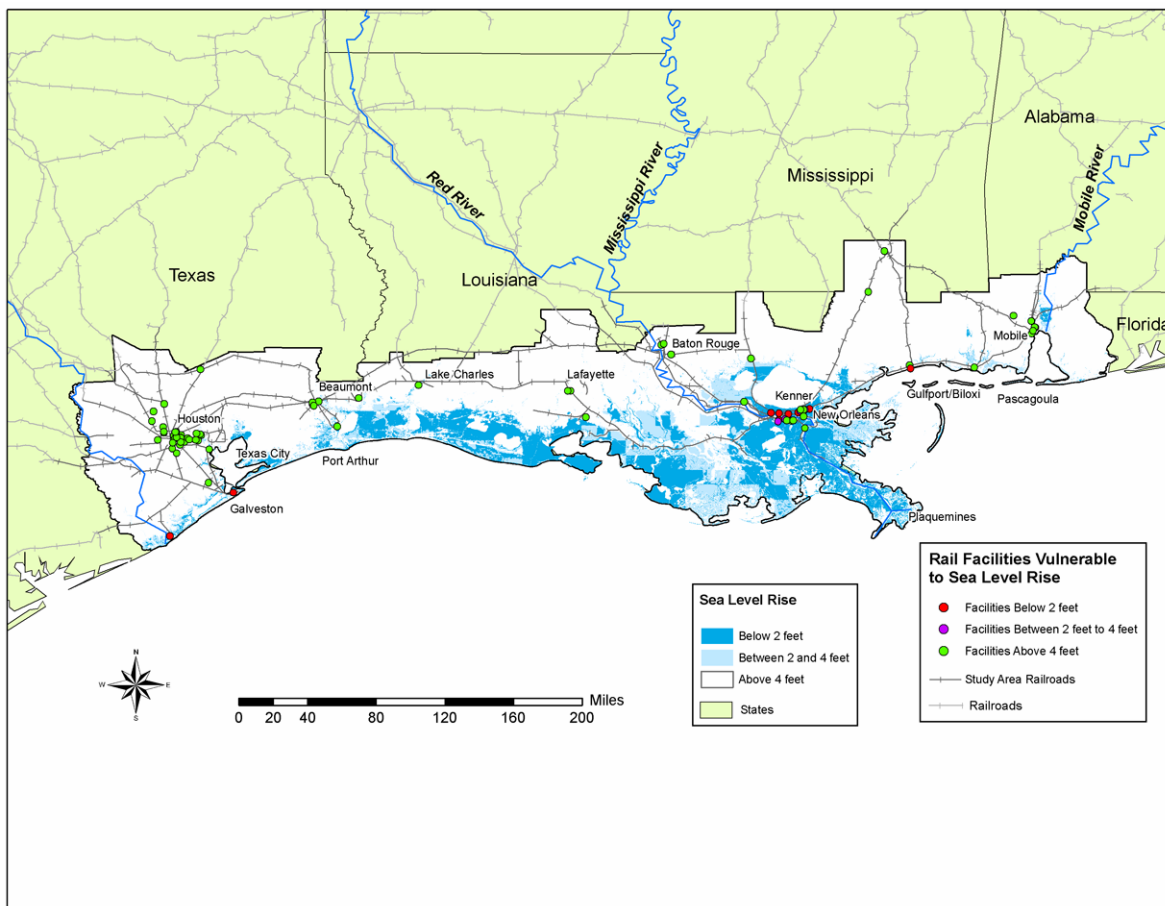 Alabama
Mississippi River
Mobile River
Mississippi
Red River
Texas
Louisiana
Florida
Mobile
Baton Rouge
Beaumont
Lake Charles
Lafayette
Kenner
Gulfport/Biloxi
Pascagoula
Houston
New Orleans
Texas City
Port Arthur
Galveston
Plaquemines
Sea Level Rise
Below 2 feet
Between 2 and 4 feet
Above 4 feet
States
Rail Facilities Vulnerable
to Sea Level Rise
Facilities Below 2 feet
Facilities Between 2 feet to 4 feet
Facilities Above 4 feet
Study Area Railroads
Railroads
N
W E
S
Miles
0 20 40 80 120 160 200